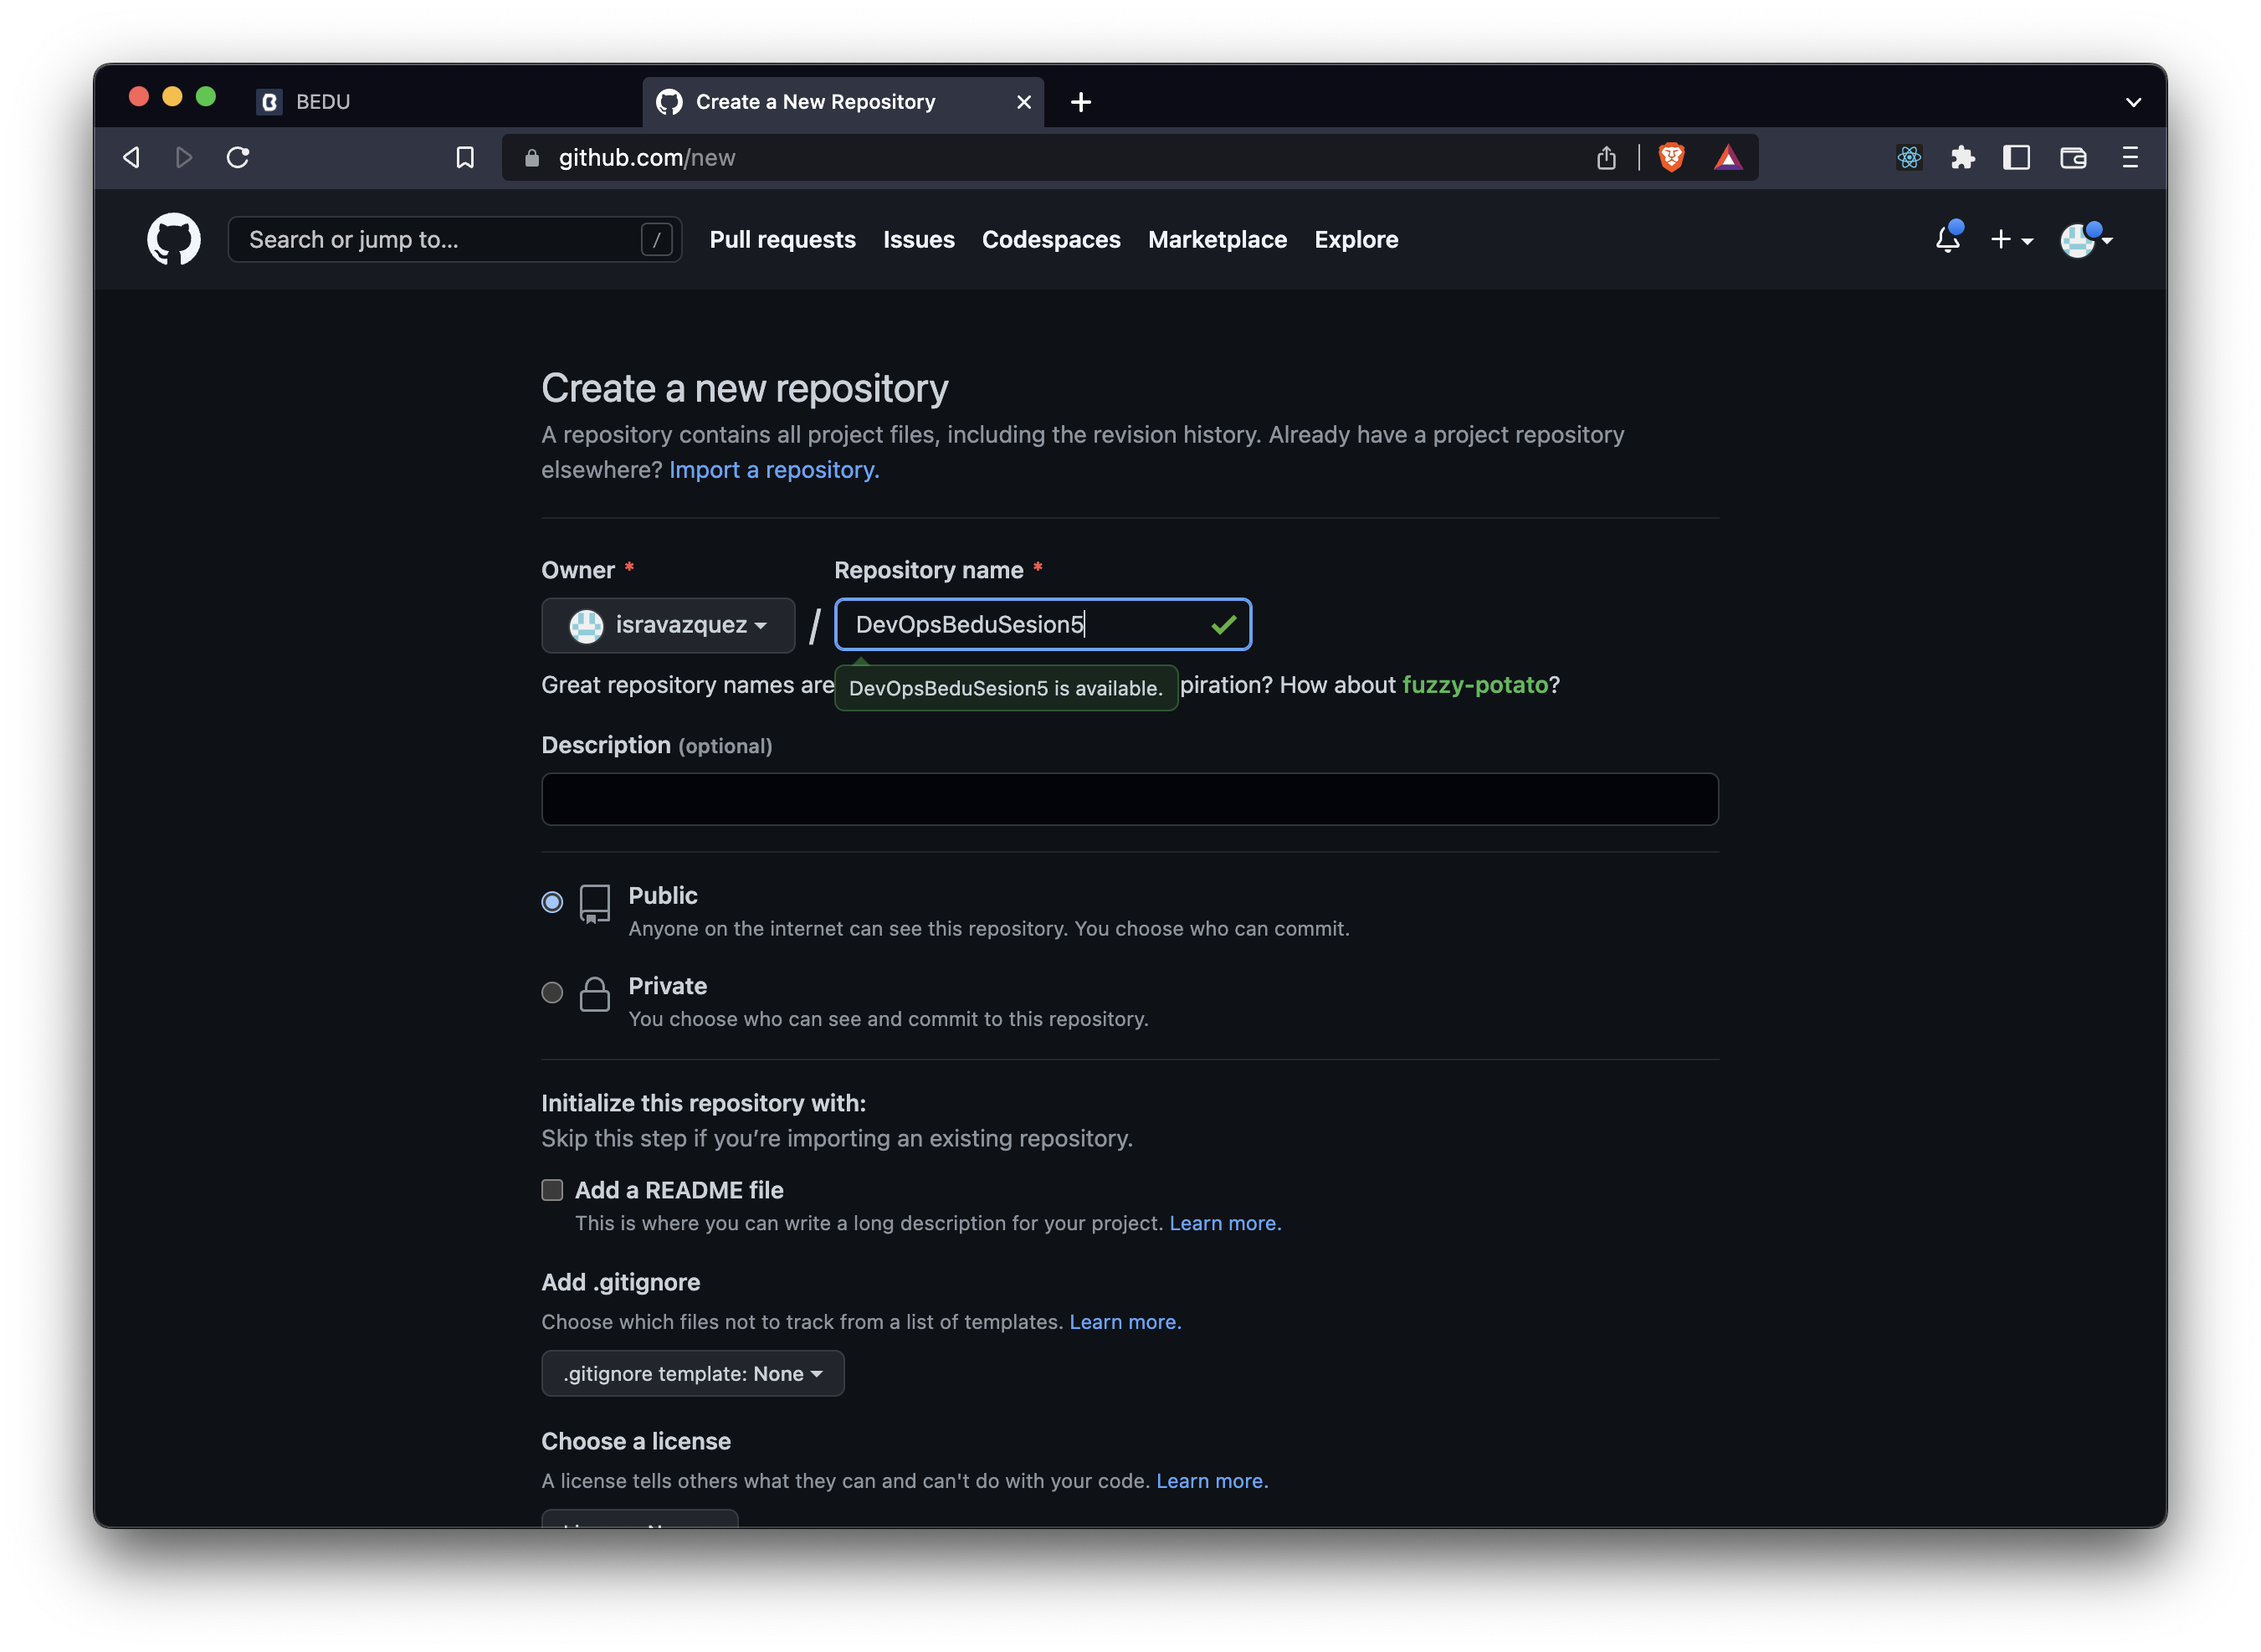 BEDU
Create a New Repository
github.com/new
Search or jump to...
/
Pull requests Issues Codespaces Marketplace Explore
Create a new repository
A repository contains all project files, including the revision history. Already have a project repository
elsewhere? Import a repository.
Owner * Repository name *
isravazquez / DevOpsBeduSesion5
Great repository names are piration? How about fuzzy-potato?
DevOpsBeduSesion5 is available.
Description (optional)
Public
Anyone on the internet can see this repository. You choose who can commit.
Private
You choose who can see and commit to this repository.
Initialize this repository with:
Skip this step if you’re importing an existing repository.
Add a README file
This is where you can write a long description for your project. Learn more.
Add .gitignore
Choose which files not to track from a list of templates. Learn more.
.gitignore template: None
Choose a license
A license tells others what they can and can't do with your code. Learn more.